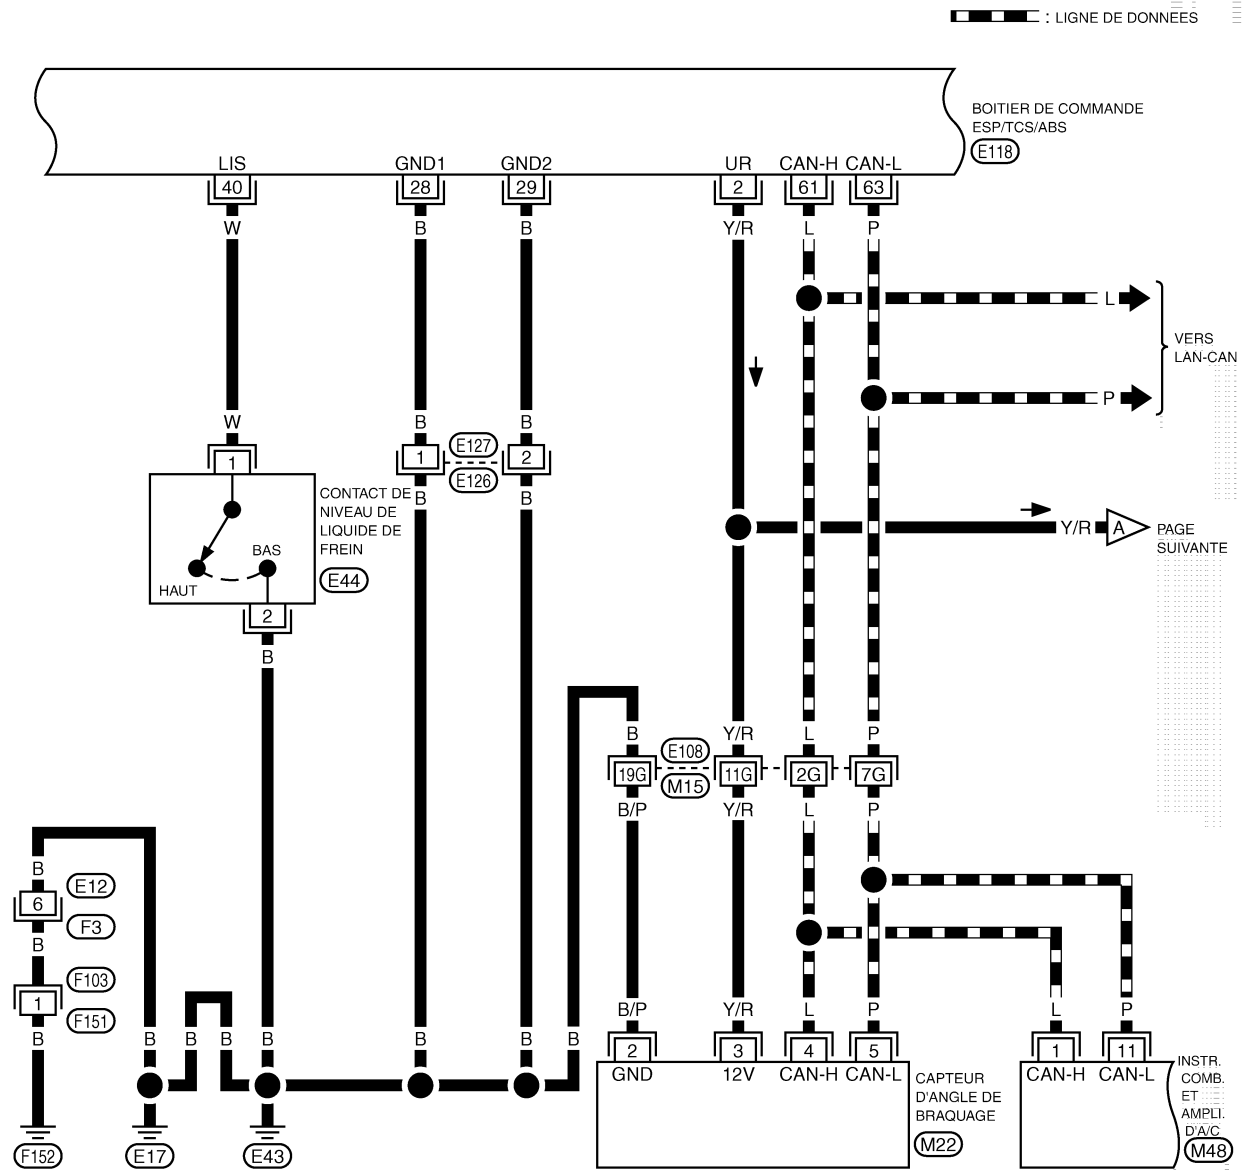 : LIGNE DE DONNEES
BOITIER DE COMMANDE
ESP/TCS/ABS
E118
LIS GND1 GND2 UR CAN-H CAN-L
40 28 29 2 61 63
W B B Y/R L P
L
VERS
LAN-CAN
P
W B B
1 1 E127 2
E126
B B
CONTACT DE
NIVEAU DE
LIQUIDE DE
FREIN
E44
BAS
HAUT
Y/R A PAGE
SUIVANTE
2
B
B Y/R L P
E108
19G 11G 2G 7G
M15
B/P Y/R L P
B
6 E12
F3
B
F103
1
F151
B/P Y/R L P L P
B B B B B B B B
2 3 4 5 1 11
GND 12V CAN-H CAN-L CAN-H CAN-L
CAPTEUR
D'ANGLE DE
BRAQUAGE
M22
INSTR.
COMB.
ET
AMPLI.
D'A/C
M48
F152 E17 E43